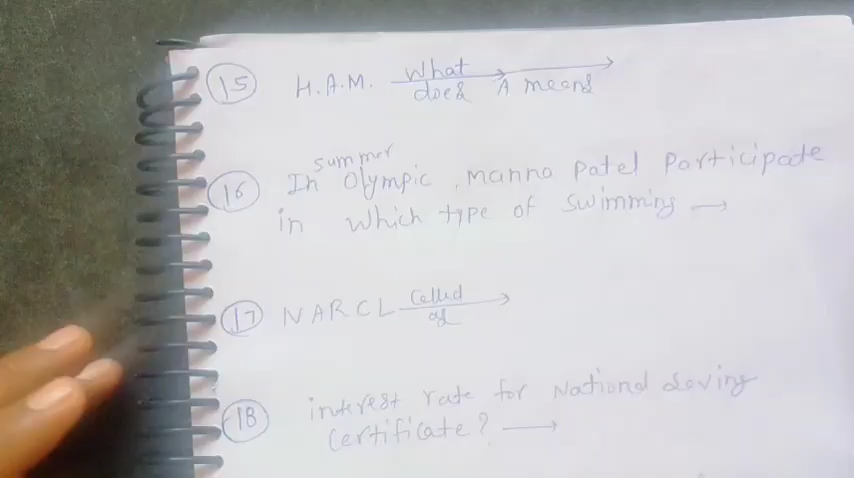 15 H.A.M. What does A means
summer
16 In Olympic, manna Patel Participate
in which type of swimming →
17 NARCL Called as →
18 interest rate for National Saving
Certificate? →